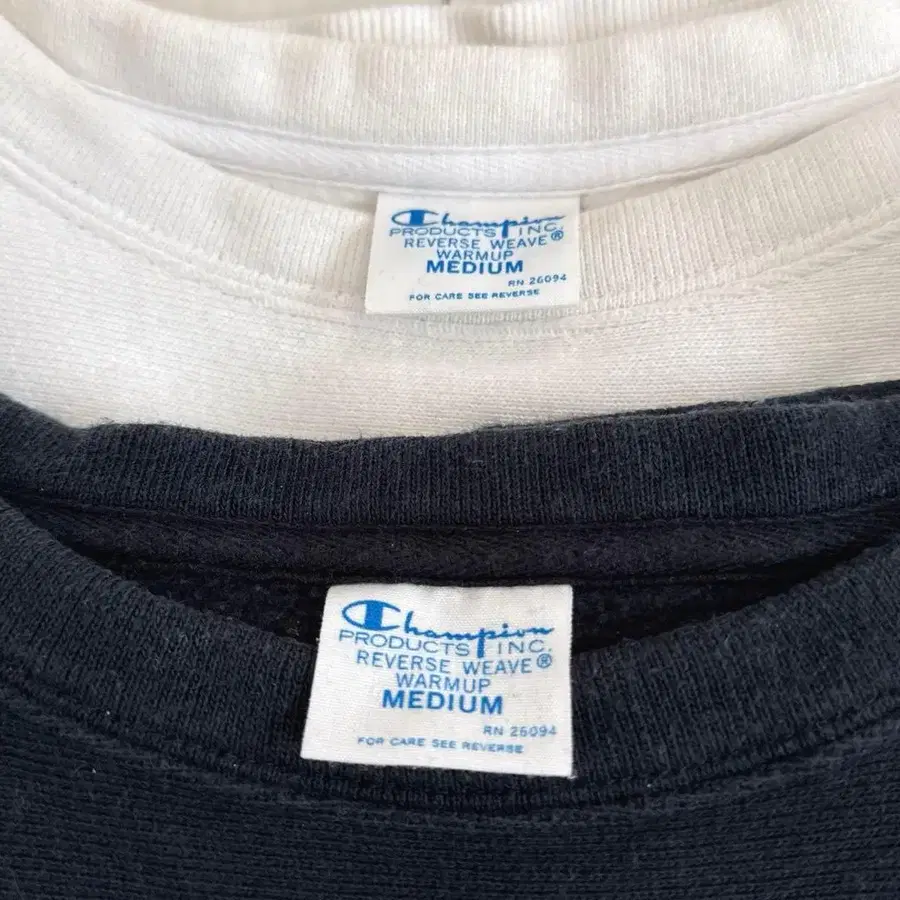 Champion
PRODUCTS INC.
REVERSE WEAVE®
WARMUP
MEDIUM
RN 26094
FOR CARE SEE REVERSE
Champion
PRODUCTS INC.
REVERSE WEAVE®
WARMUP
MEDIUM
RN 26094
FOR CARE SEE REVERSE